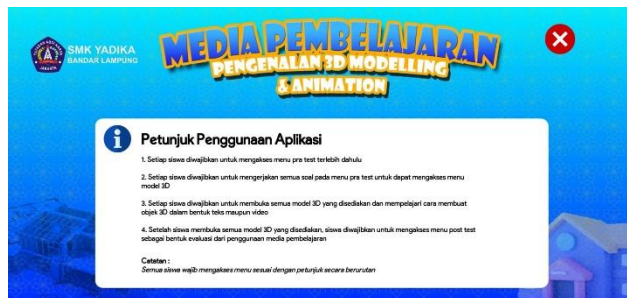 SMK YADIKA
BANDAR LAMPUNG
MEDIA PEMBELAJARAN
PENGENALAN 3D MODELLING
& ANIMATION
Petunjuk Penggunaan Aplikasi
1. Setiap siswa diwajibkan untuk mengakses menu pra test terlebih dahulu
2. Setiap siswa diwajibkan untuk mengerjakan semua soal pada menu pra test untuk dapat mengakses menu
model 3D
3. Setiap siswa diwajibkan untuk membuka semua model 3D yang disediakan dan mempelajari cara membuat
objek 3D dalam bentuk teks maupun video
4. Setelah siswa membuka semua model 3D yang disediakan, siswa diwajibkan untuk mengakses menu post test
sebagai bentuk evaluasi dari penggunaan media pembelajaran
Catatan :
Semua siswa wajib mengakses menu sesuai dengan petunjuk secara berurutan